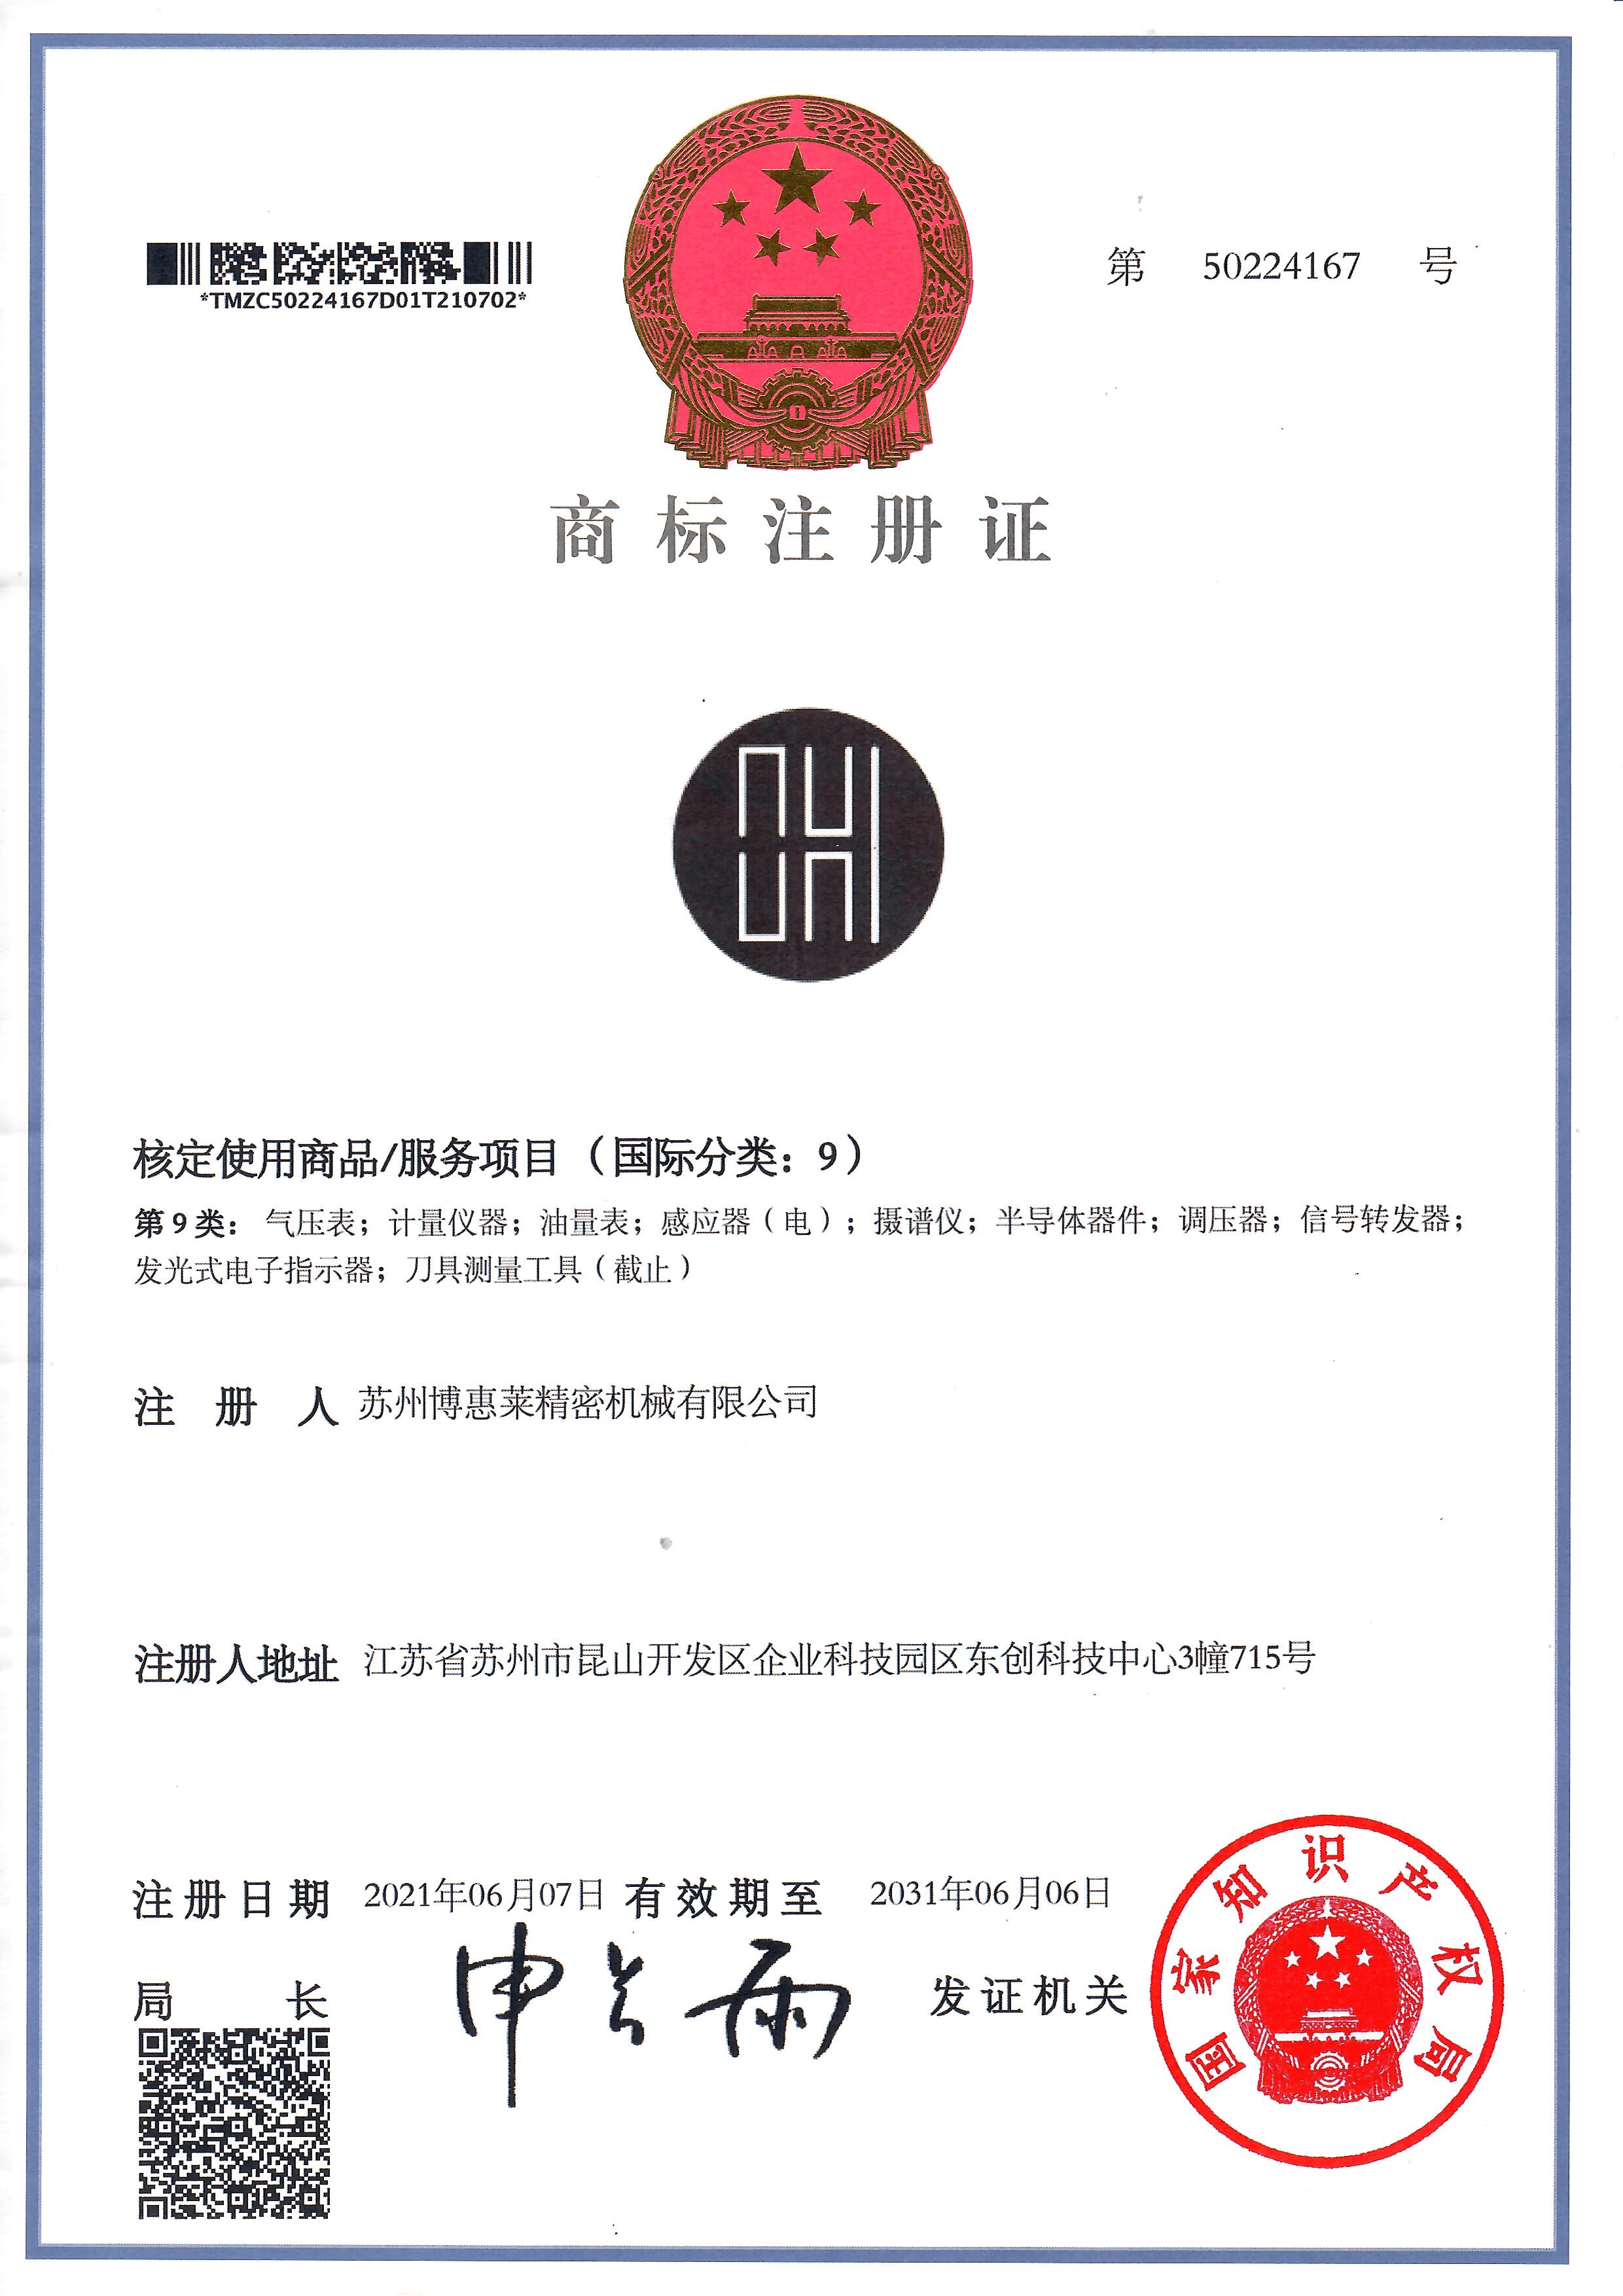 *TMZC50224167D01T210702*
第 50224167 号
商标注册证
核定使用商品/服务项目（国际分类：9）
第9类：气压表；计量仪器；油量表；感应器（电）；摄谱仪；半导体器件；调压器；信号转发器；
发光式电子指示器；刀具测量工具（截止）
注册人 苏州博惠莱精密机械有限公司
注册人地址 江苏省苏州市昆山开发区企业科技园区东创科技中心3幢715号
注册日期 2021年06月07日 有效期至 2031年06月06日
局长 申长雨 发证机关
国家知识产权局